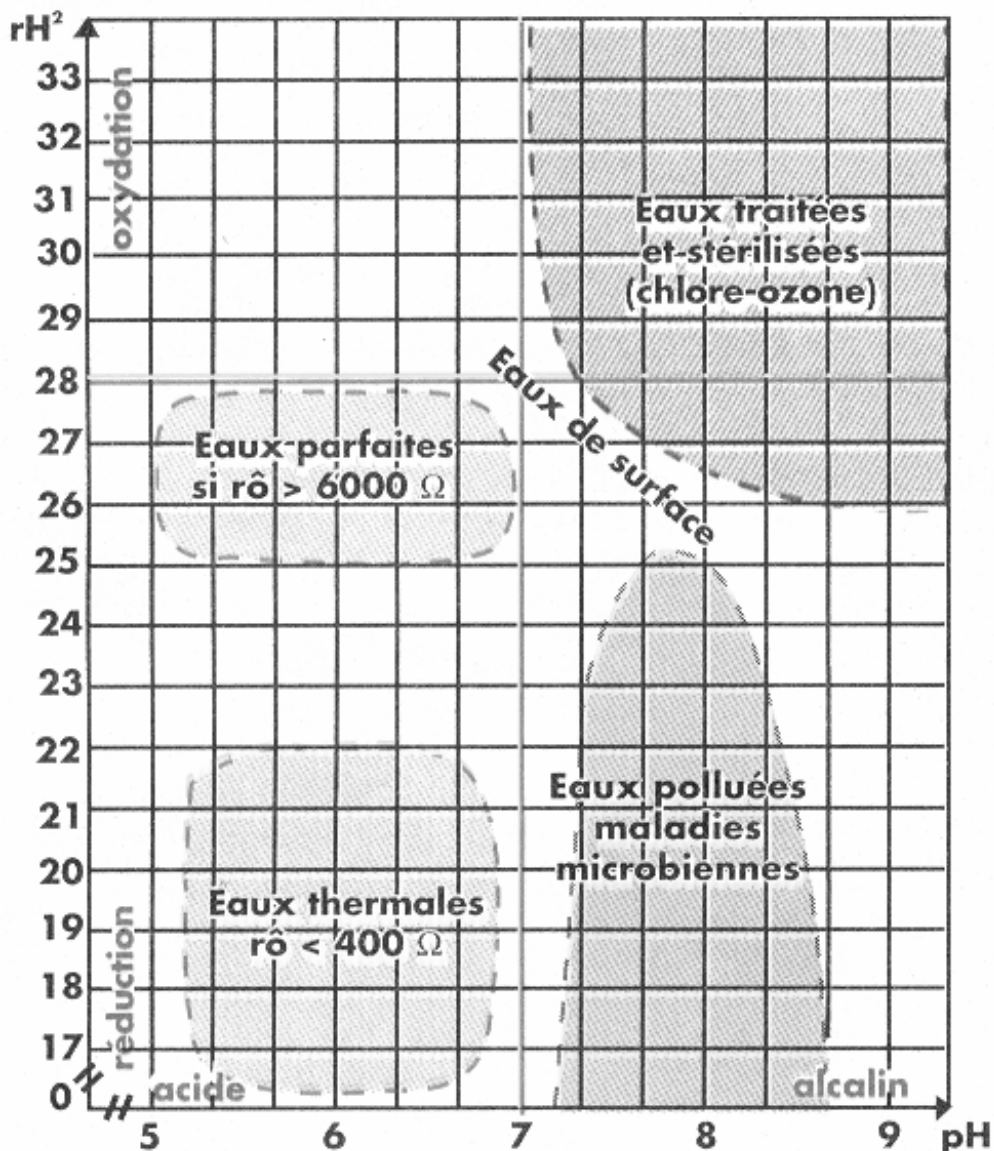 rH²
33
32
31
30
29
28
27
26
25
24
23
22
21
20
19
18
17
0
oxydation
réduction
Eaux traitées
et stérilisées
(chlore-ozone)
Eaux de surface
Eaux parfaites
si rô > 6000 Ω
Eaux polluées
maladies
microbiennes
Eaux thermales
rô < 400 Ω
acide
alcalin
5
6
7
8
9
pH